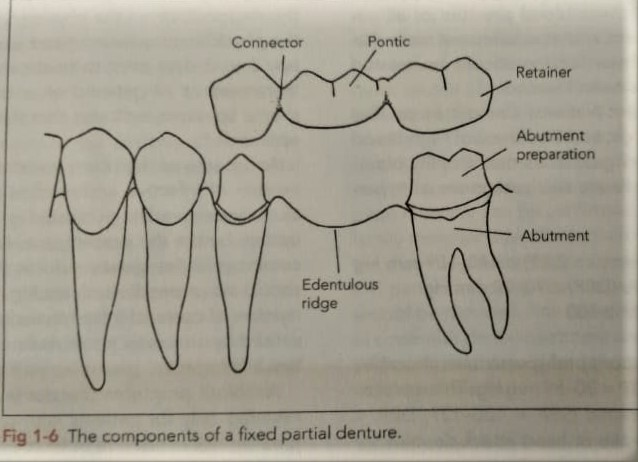 Connector
Pontic
Retainer
Abutment
preparation
Abutment
Edentulous
ridge
Fig 1-6 The components of a fixed partial denture.